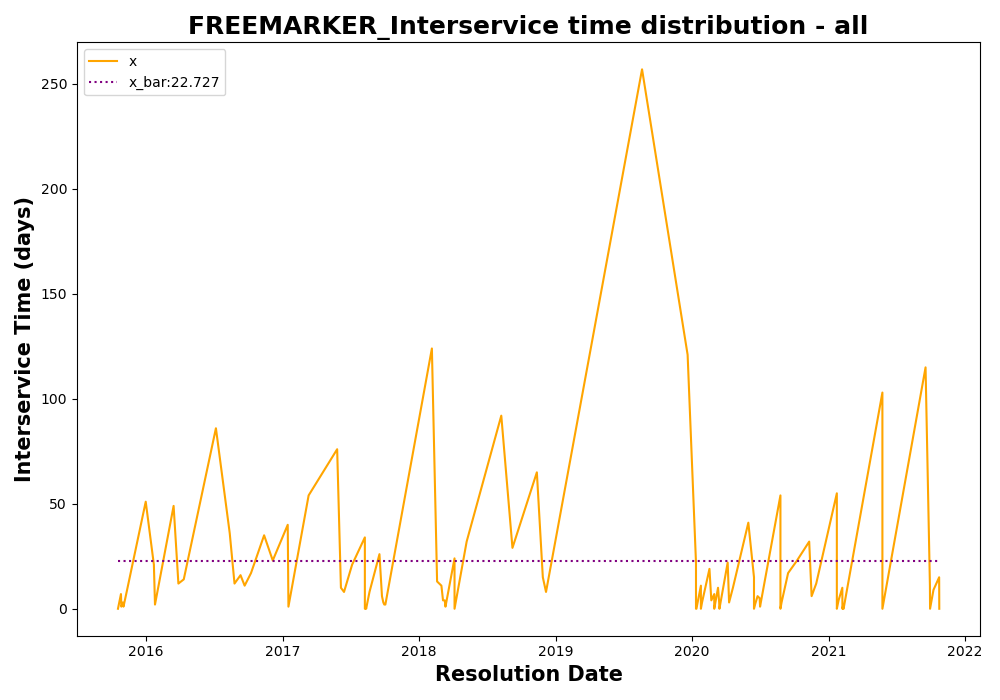 FREEMARKER_Interservice time distribution - all
x
x_bar:22.727
Interservice Time (days)
250
200
150
100
50
0
2016 2017 2018 2019 2020 2021 2022
Resolution Date